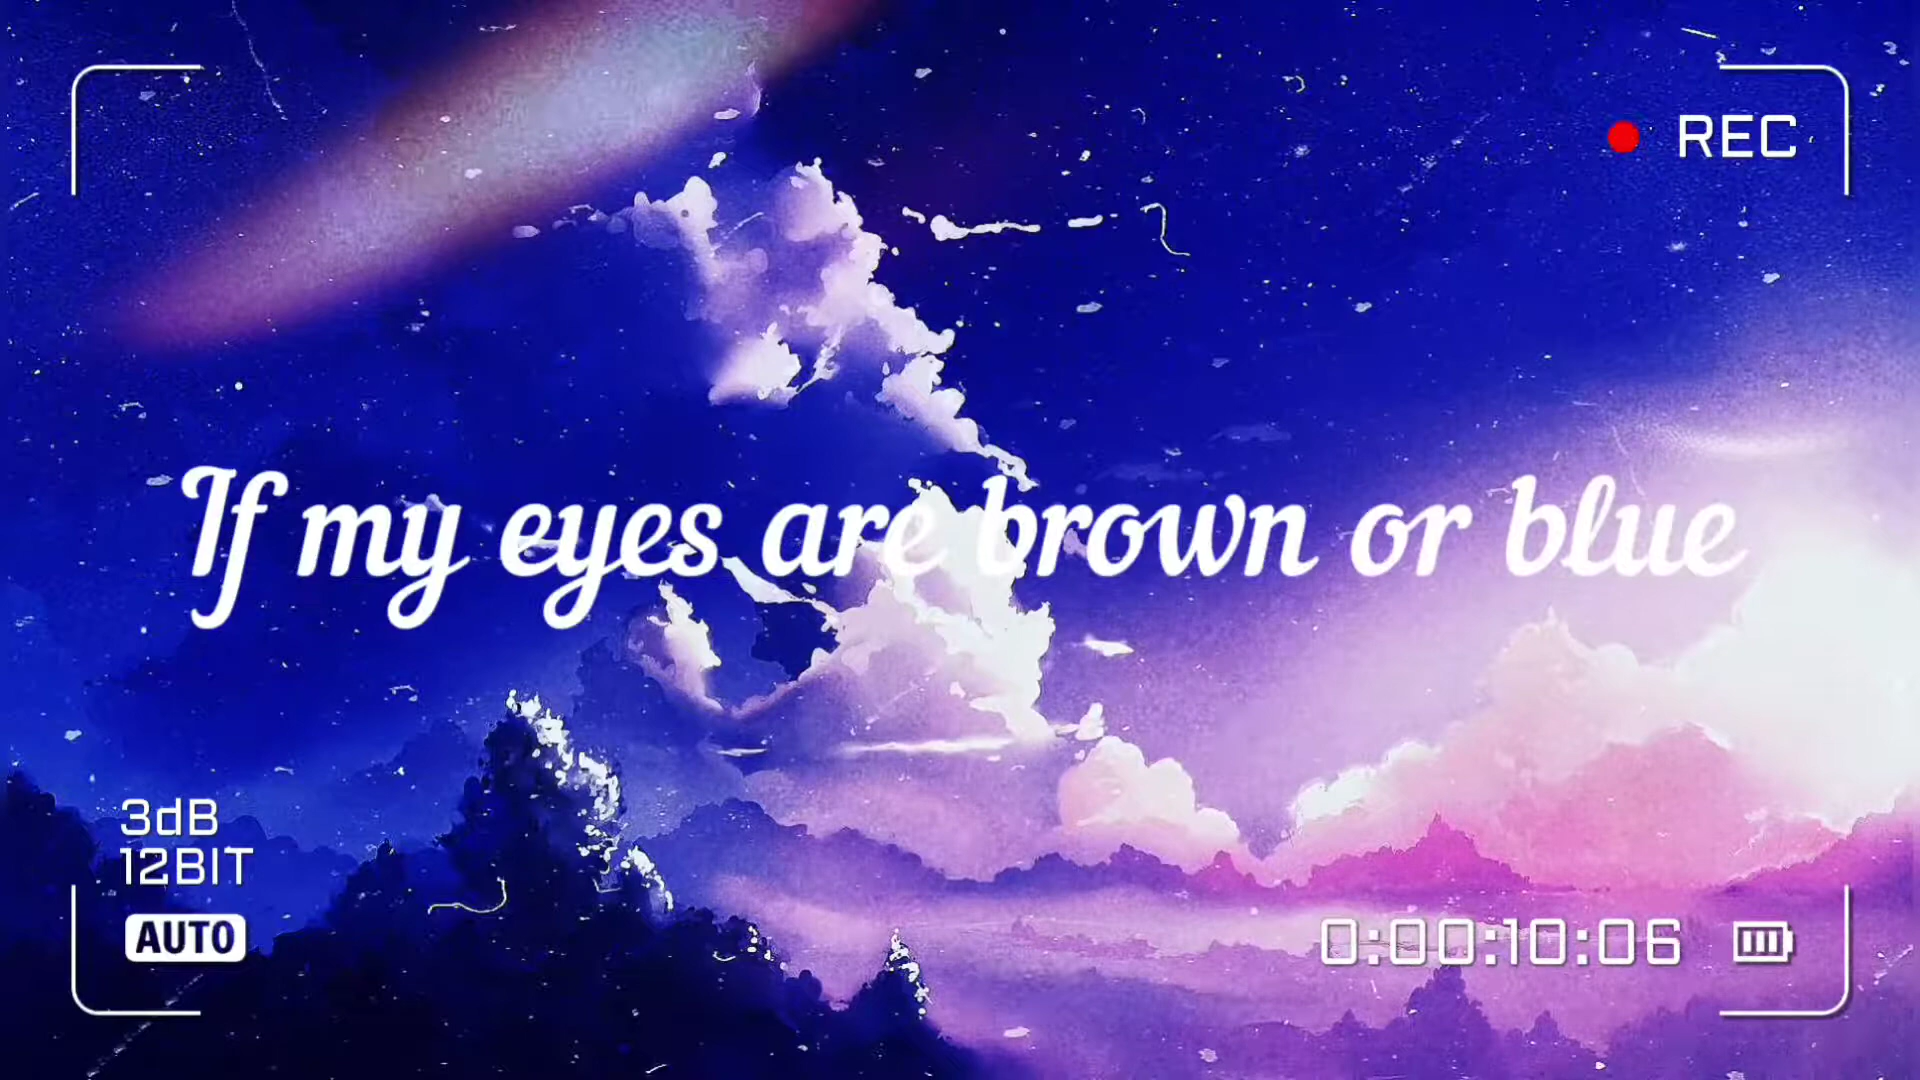 REC
If my eyes are brown or blue
3dB
12BIT
AUTO
0:00:10:06